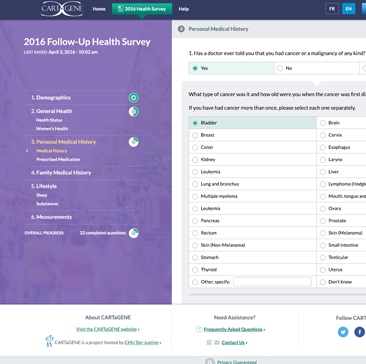 CARTaGENE
Home
2016 Health Survey
Help
FR
EN
2016 Follow-Up Health Survey
LAST SAVED: April 3, 2016 - 10:02 am
1. Demographics
2. General Health
Health Status
Women's Health
3. Personal Medical History
Medical History
Prescribed Medication
4. Family Medical History
5. Lifestyle
Sleep
Substances
6. Measurements
OVERALL PROGRESS: 22 completed questions
Personal Medical History
1. Has a doctor ever told you that you had cancer or a malignancy of any kind?
Yes
No
What type of cancer was it and how old were you when the cancer was first di
If you have had cancer more than once, please select each one separately.
Bladder
Brain
Breast
Cervix
Colon
Esophagus
Kidney
Larynx
Leukemia
Liver
Lung and bronchus
Lymphoma (Hodgk
Multiple myeloma
Mouth, tongue an
Leukemia
Ovary
Pancreas
Prostate
Rectum
Skin (Melanoma)
Skin (Non-Melanoma)
Small intestine
Stomach
Testicular
Thyroid
Uterus
Other, specify:
Don't know
About CARTaGENE
Visit the CARTaGENE website
CARTaGENE is a project hosted by CHU Ste-Justine
Need Assistance?
Frequently Asked Questions
Contact Us
Follow CART
Privacy Guaranteed